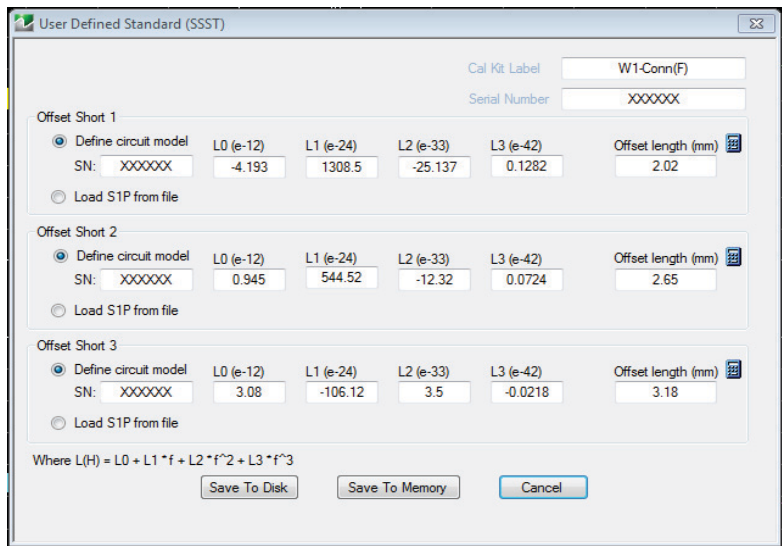 User Defined Standard (SSST)
Cal Kit Label W1-Conn(F)
Serial Number XXXXXX
Offset Short 1
Define circuit model L0 (e-12) L1 (e-24) L2 (e-33) L3 (e-42) Offset length (mm)
SN: XXXXXX -4.193 1308.5 -25.137 0.1282 2.02
Load S1P from file
Offset Short 2
Define circuit model L0 (e-12) L1 (e-24) L2 (e-33) L3 (e-42) Offset length (mm)
SN: XXXXXX 0.945 544.52 -12.32 0.0724 2.65
Load S1P from file
Offset Short 3
Define circuit model L0 (e-12) L1 (e-24) L2 (e-33) L3 (e-42) Offset length (mm)
SN: XXXXXX 3.08 -106.12 3.5 -0.0218 3.18
Load S1P from file
Where L(H) = L0 + L1 *f + L2 *f^2 + L3 *f^3
Save To Disk Save To Memory Cancel